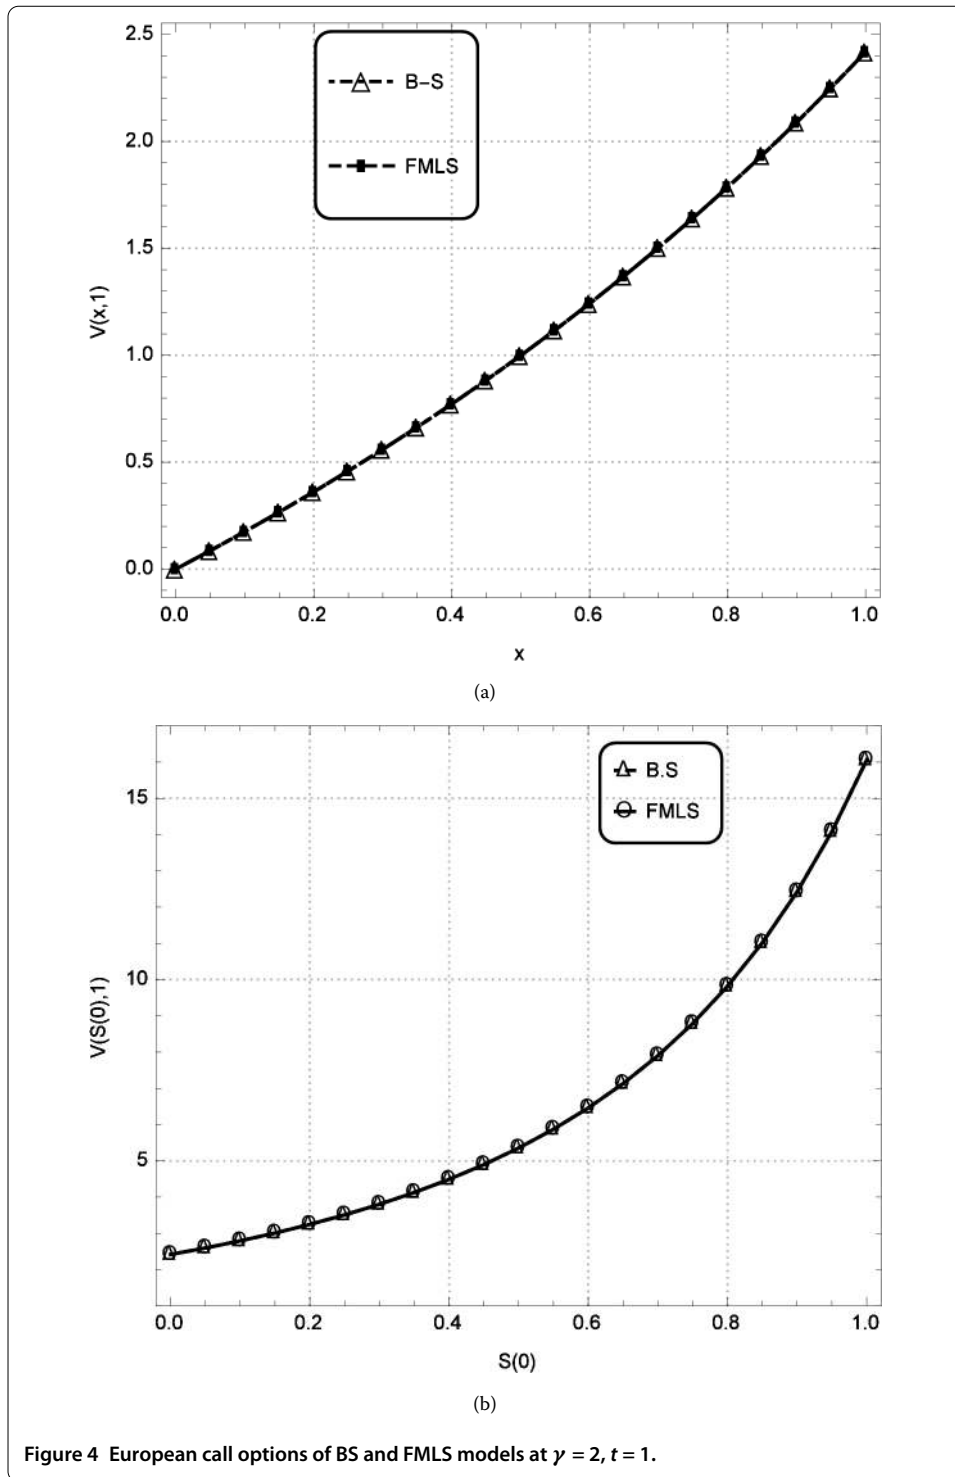 2.5
2.0
1.5
1.0
0.5
0.0
V(x,1)
B-S
FMLS
0.0 0.2 0.4 0.6 0.8 1.0
x
(a)
15
10
5
V(S(0),1)
B.S
FMLS
0.0 0.2 0.4 0.6 0.8 1.0
S(0)
(b)
Figure 4 European call options of BS and FMLS models at γ = 2, t = 1.